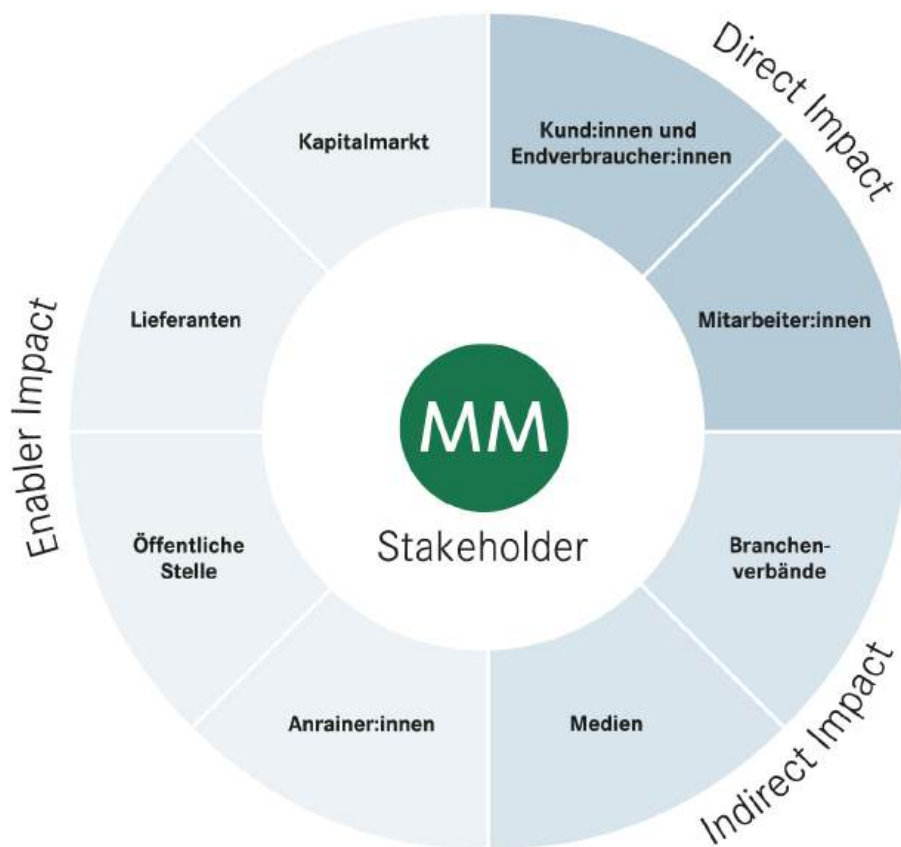 Direct Impact
Kapitalmarkt
Kund:innen und
Endverbraucher:innen
Lieferanten
Mitarbeiter:innen
Enabler Impact
MM
Stakeholder
Öffentliche
Stelle
Branchen-
verbände
Anrainer:innen
Medien
Indirect Impact